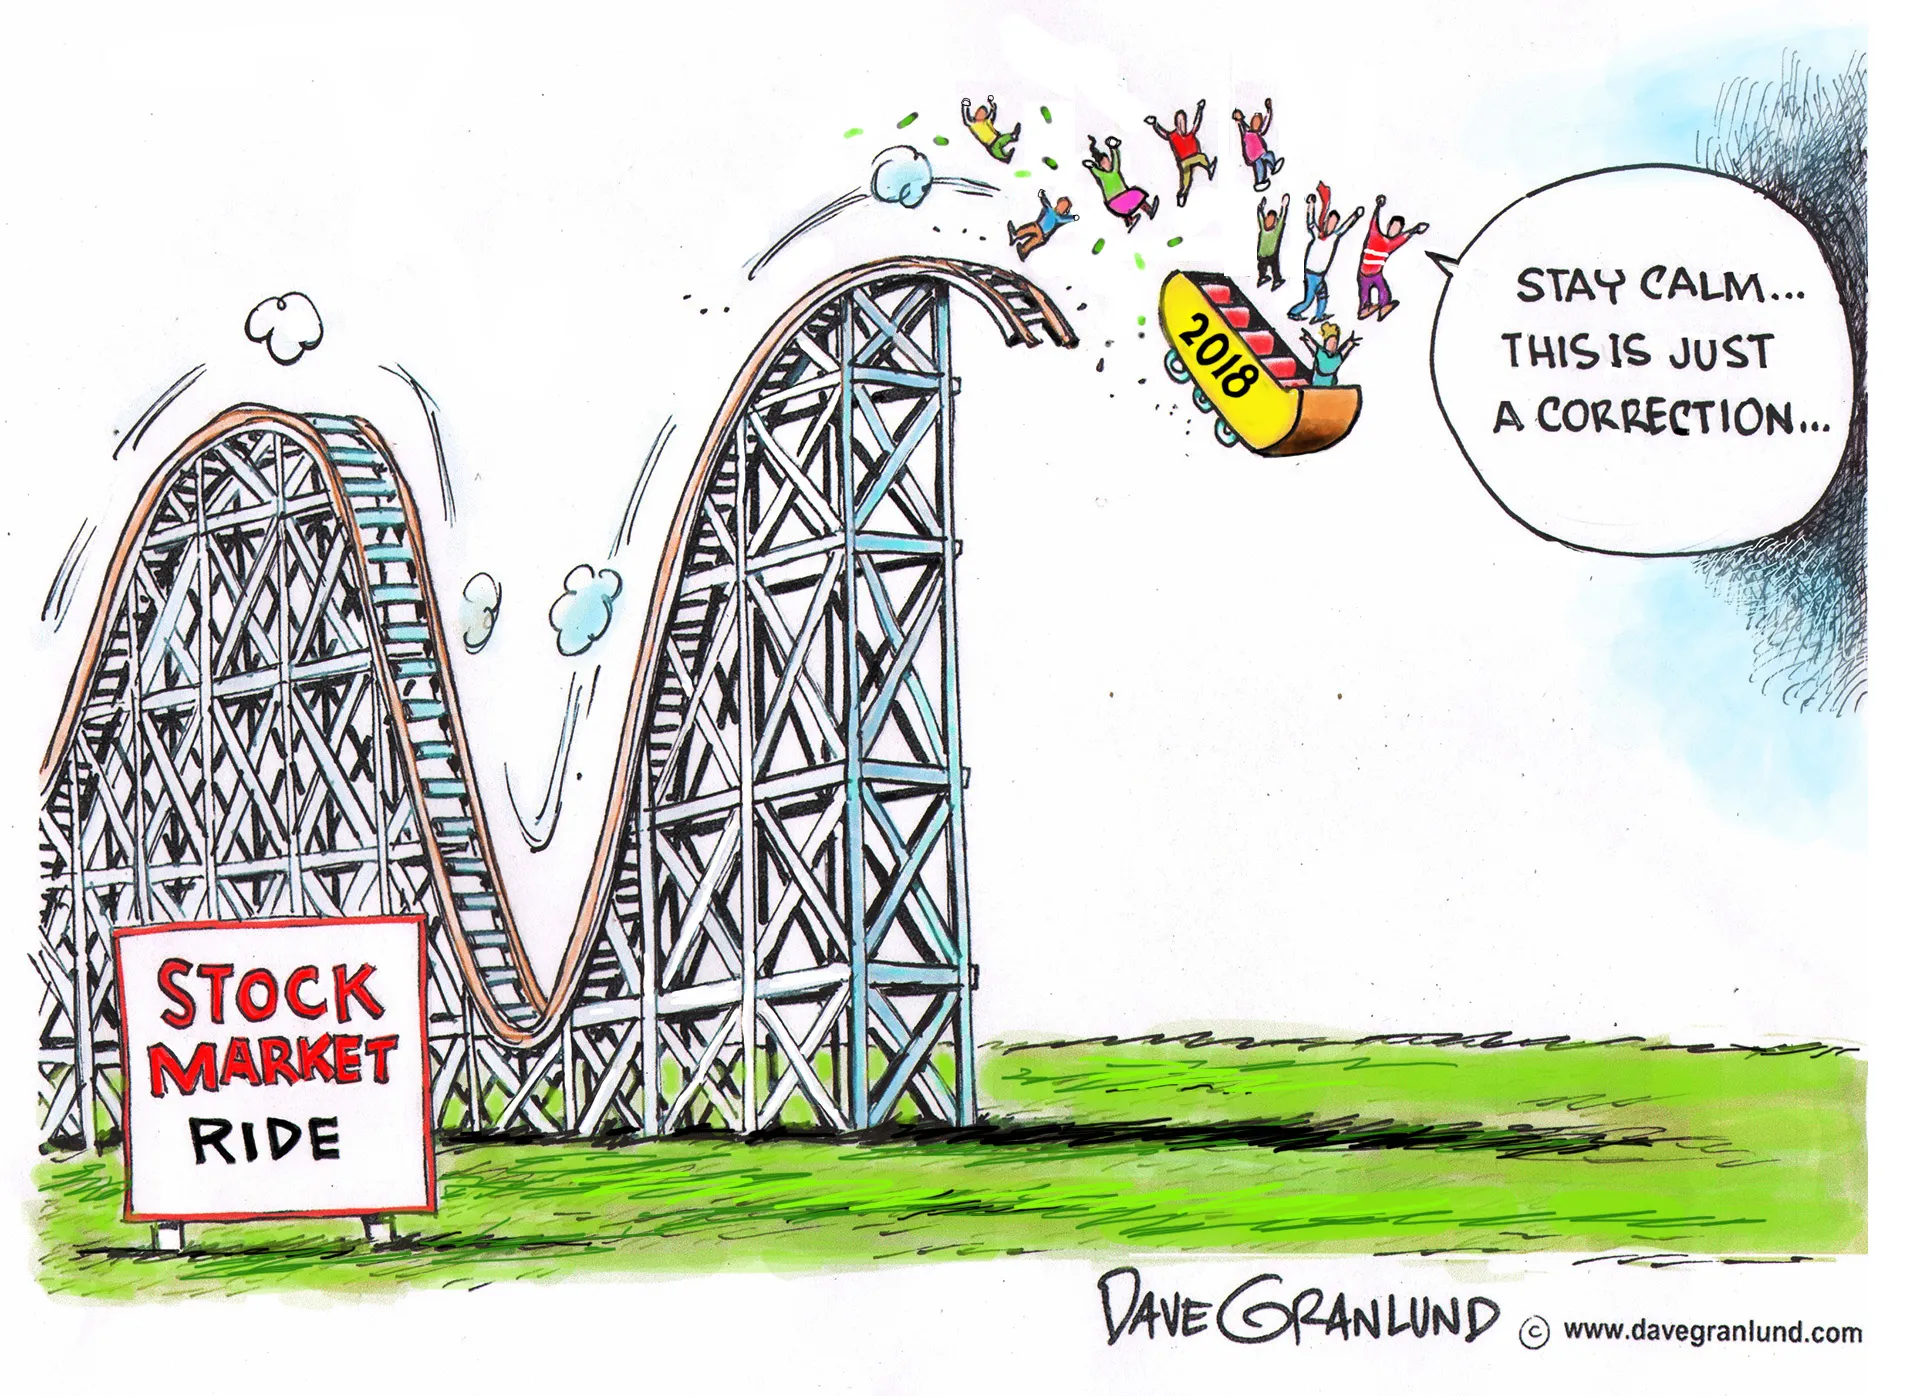 STAY CALM...
THIS IS JUST
A CORRECTION...
2018
STOCK
MARKET
RIDE
DAVE GRANLUND © www.davegranlund.com